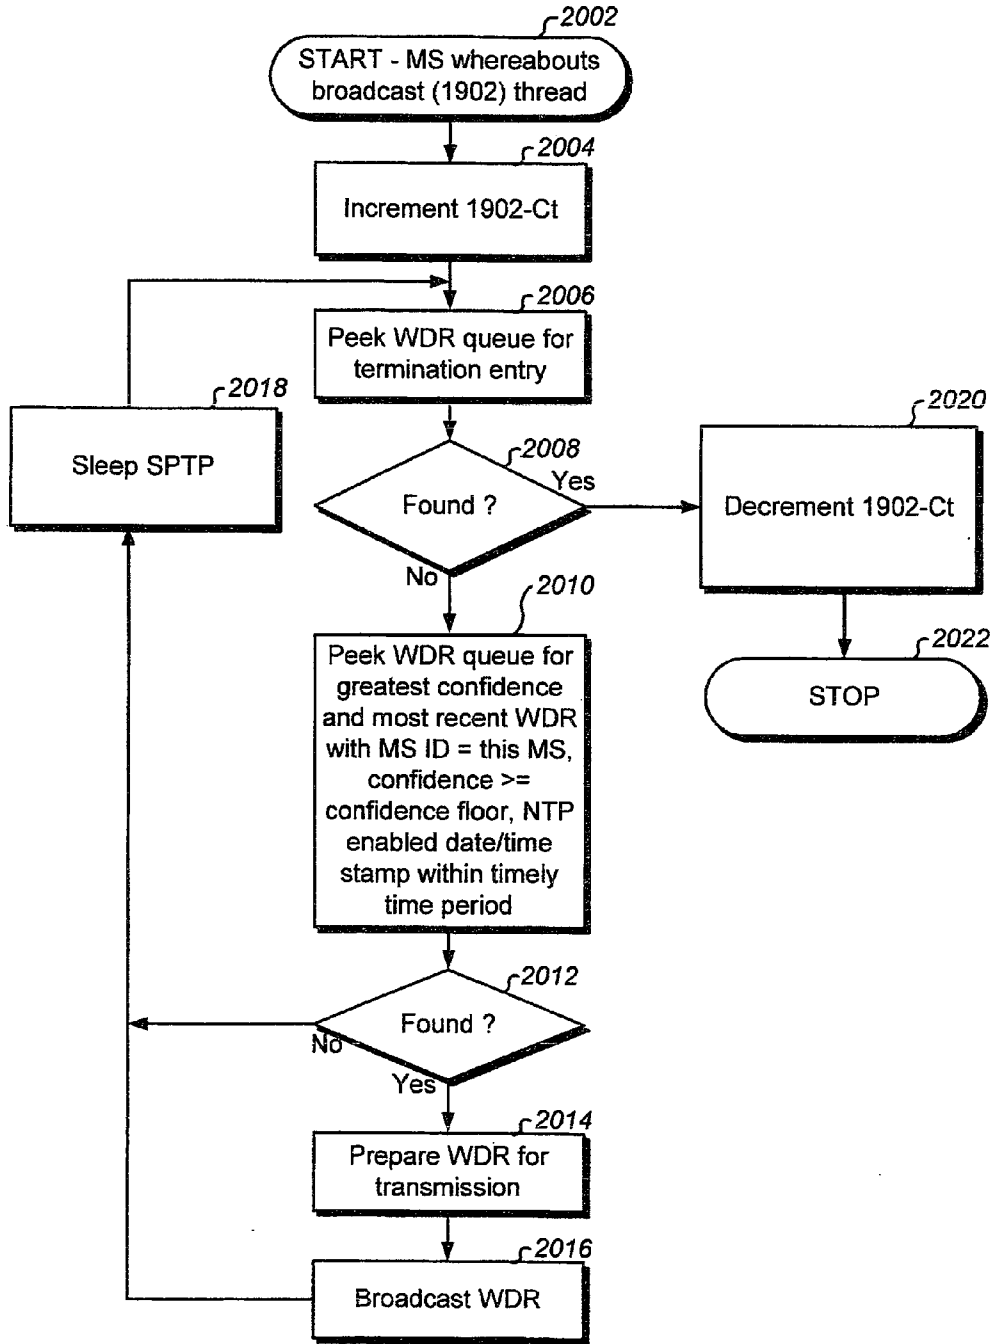 2002
START - MS whereabouts
broadcast (1902) thread
2004
Increment 1902-Ct
2006
Peek WDR queue for
termination entry
2018
Sleep SPTP
2008
Found ?
Yes
No
2020
Decrement 1902-Ct
2022
STOP
2010
Peek WDR queue for
greatest confidence
and most recent WDR
with MS ID = this MS,
confidence >=
confidence floor, NTP
enabled date/time
stamp within timely
time period
2012
Found ?
No
Yes
2014
Prepare WDR for
transmission
2016
Broadcast WDR